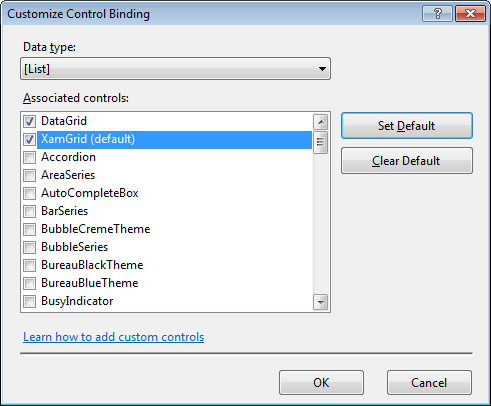 Customize Control Binding
Data type:
[List]
Associated controls:
DataGrid
XamGrid (default)
Accordion
AreaSeries
AutoCompleteBox
BarSeries
BubbleCremeTheme
BubbleSeries
BureauBlackTheme
BureauBlueTheme
BusyIndicator
Set Default
Clear Default
Learn how to add custom controls
OK
Cancel